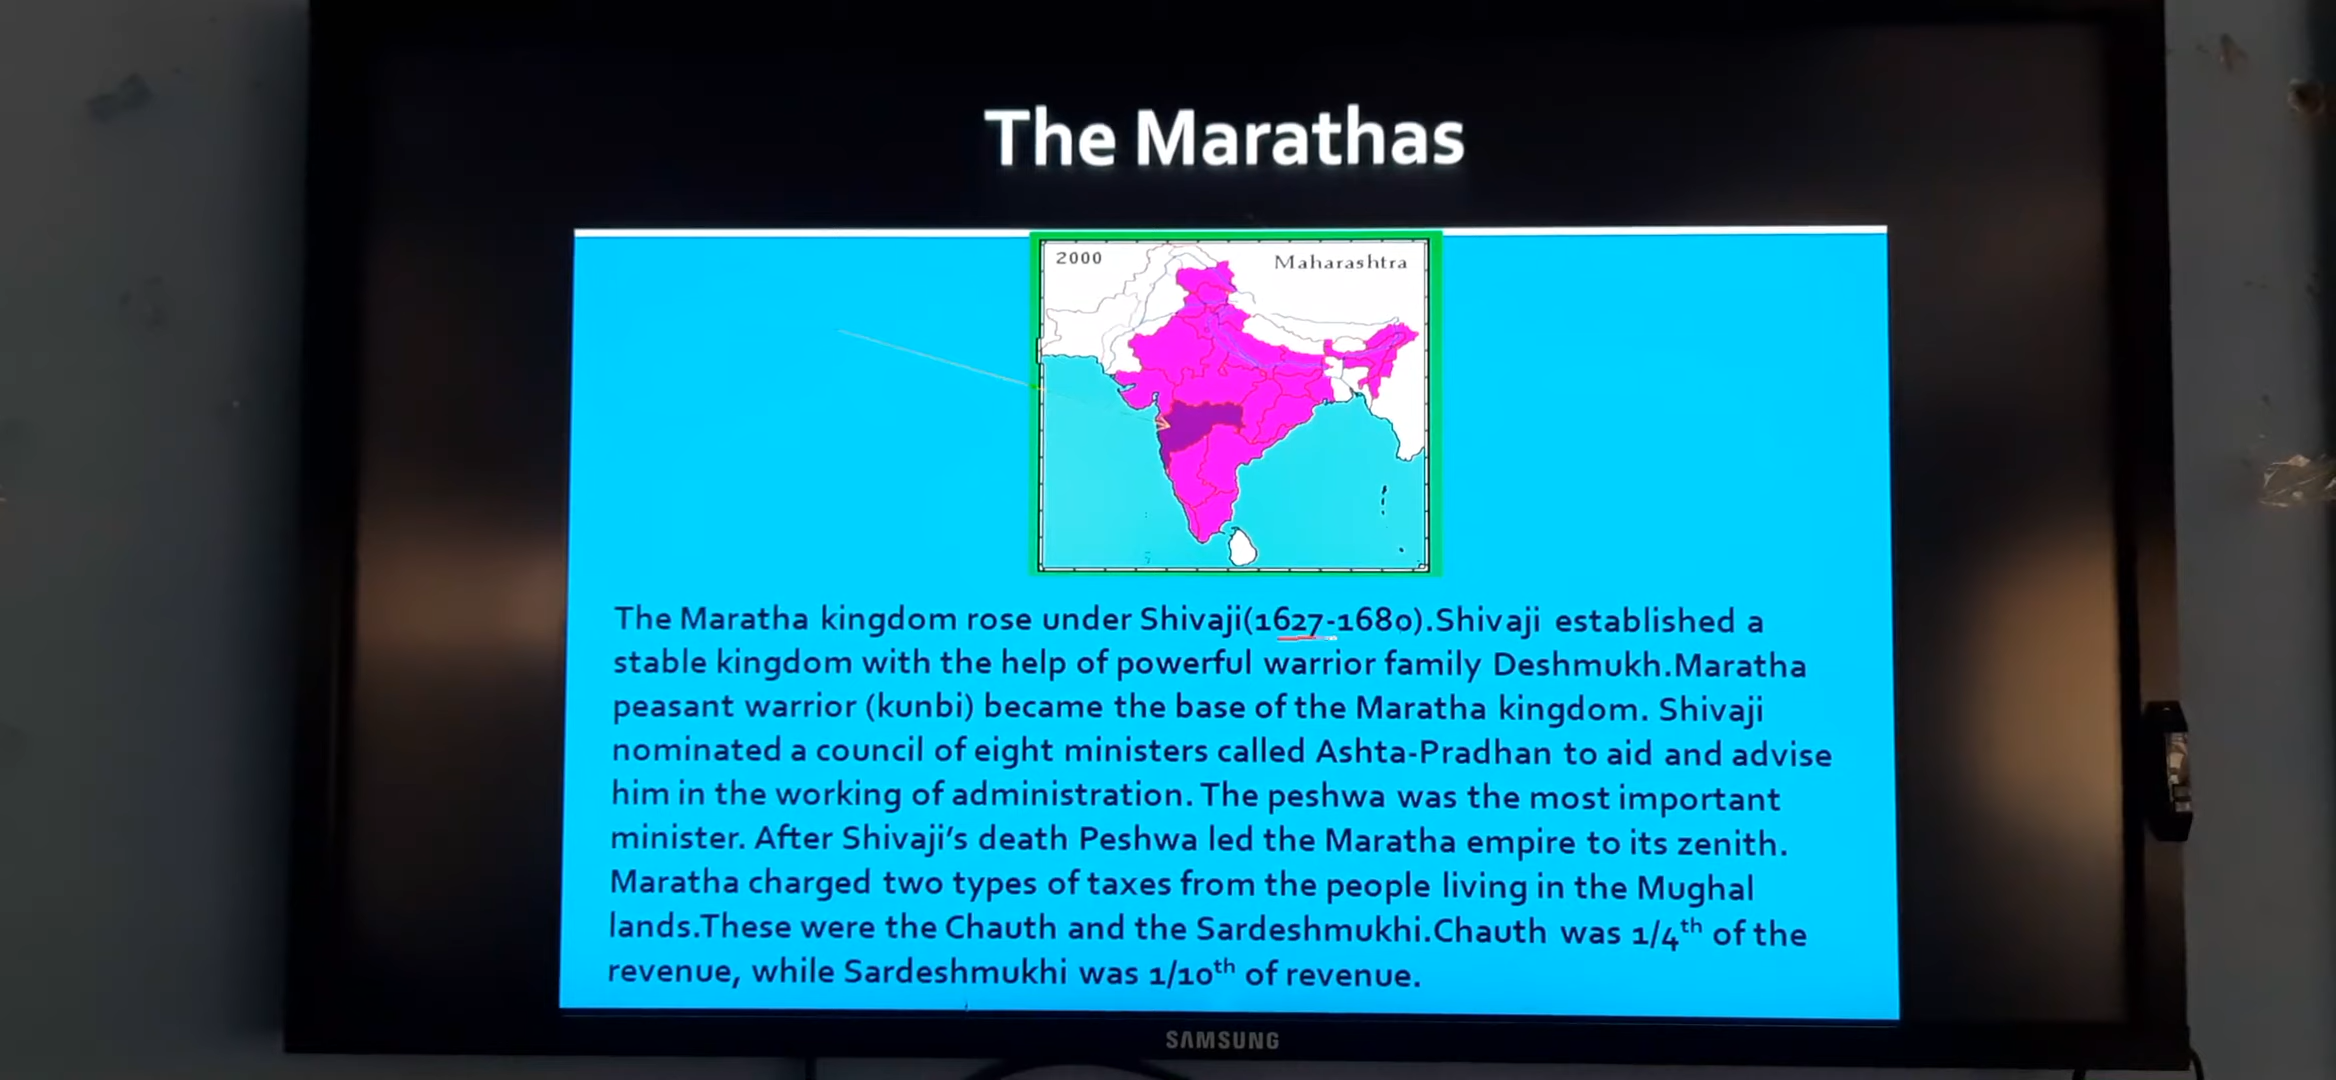 The Marathas
2000
Maharashtra
The Maratha kingdom rose under Shivaji(1627-1680).Shivaji established a
stable kingdom with the help of powerful warrior family Deshmukh.Maratha
peasant warrior (kunbi) became the base of the Maratha kingdom. Shivaji
nominated a council of eight ministers called Ashta-Pradhan to aid and advise
him in the working of administration. The peshwa was the most important
minister. After Shivaji's death Peshwa led the Maratha empire to its zenith.
Maratha charged two types of taxes from the people living in the Mughal
lands.These were the Chauth and the Sardeshmukhi.Chauth was 1/4th of the
revenue, while Sardeshmukhi was 1/10th of revenue.
SAMSUNG